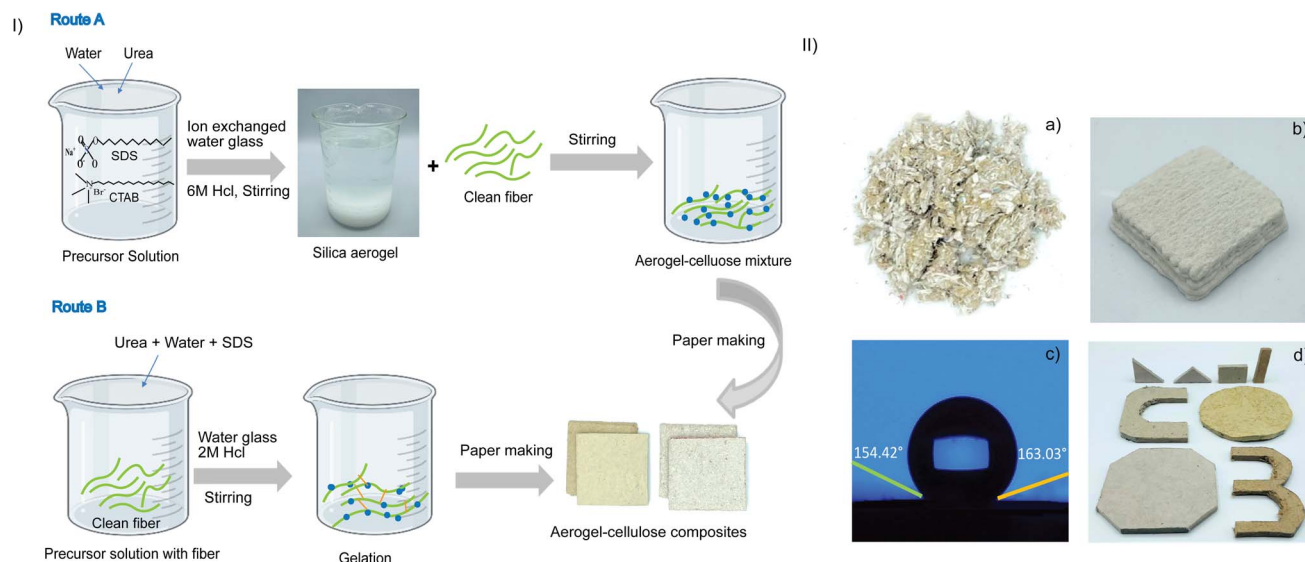 I)
Route A
Water
Urea
Na+
O
O
S
O
O
SDS
N
Br-
CTAB
Precursor Solution
Ion exchanged
water glass
6M Hcl, Stirring
Silica aerogel
+
Clean fiber
Stirring
Aerogel-celluose mixture
Paper making
Route B
Urea + Water + SDS
Clean fiber
Precursor solution with fiber
Water glass
2M Hcl
Stirring
Gelation
Paper making
Aerogel-cellulose composites
II)
a)
b)
c)
154.42°
163.03°
d)